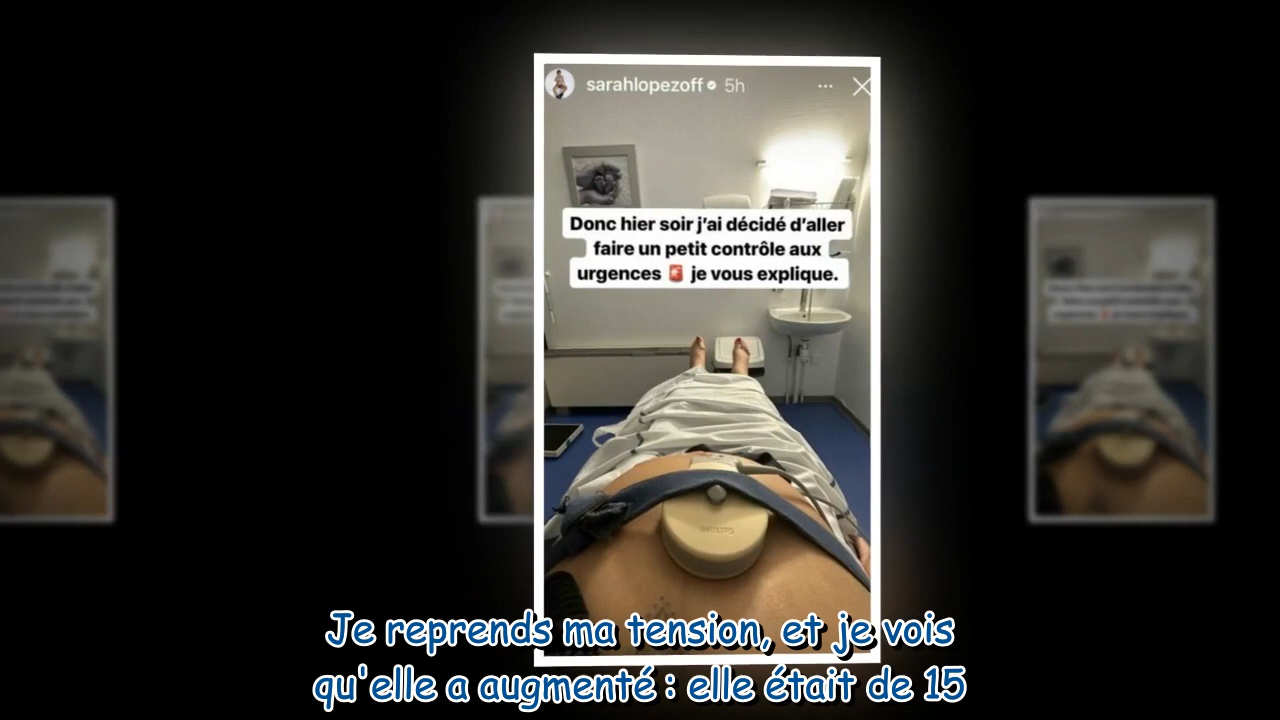 sarahlopezoff 5h
Donc hier soir j'ai décidé d'aller
faire un petit contrôle aux
urgences 🚨 je vous explique.
PHILIPS
Je reprends ma tension, et je vois
qu'elle a augmenté : elle était de 15